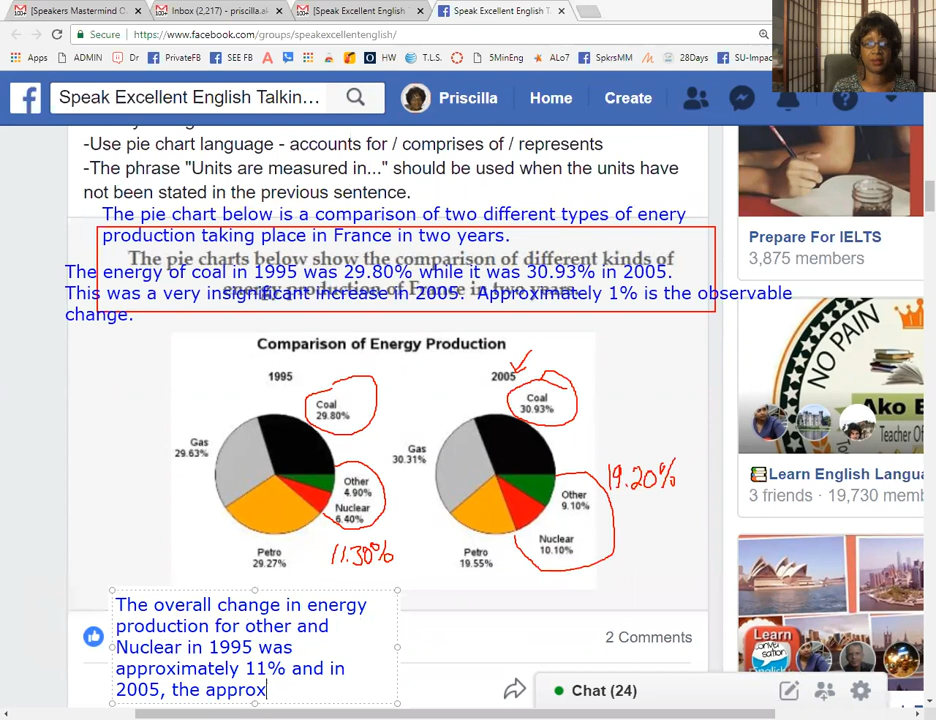 [Speakers Mastermind C
Inbox (2,217) - priscilla.ak
[Speak Excellent English
Speak Excellent English T
Secure
https://www.facebook.com/groups/speakexcellentenglish/
Apps
ADMIN
Dr
PrivateFB
SEE FB
HW
T.L.S.
5MinEng
ALo7
SpkrsMM
28Days
SU-Impa
Speak Excellent English Talkin…
Priscilla
Home
Create
-Use pie chart language - accounts for / comprises of / represents
-The phrase "Units are measured in..." should be used when the units have
not been stated in the previous sentence.
The pie chart below is a comparison of two different types of enery
production taking place in France in two years.
The pie charts below show the comparison of different kinds of
energy production of France in two years.
The energy of coal in 1995 was 29.80% while it was 30.93% in 2005.
This was a very insignificant increase in 2005.  Approximately 1% is the observable
change.
Comparison of Energy Production
1995
Coal
29.80%
Gas
29.63%
Other
4.90%
Nuclear
6.40%
Petro
29.27%
11.30%
2005
Coal
30.93%
Gas
30.31%
Other
9.10%
Nuclear
10.10%
Petro
19.55%
19.20%
The overall change in energy
production for other and
Nuclear in 1995 was
approximately 11% and in
2005, the approx
2 Comments
Chat (24)
Prepare For IELTS
3,875 members
NO PAIN
Ako
Teacher Of
Learn English Langua
3 friends - 19,730 memb
Learn
conversation